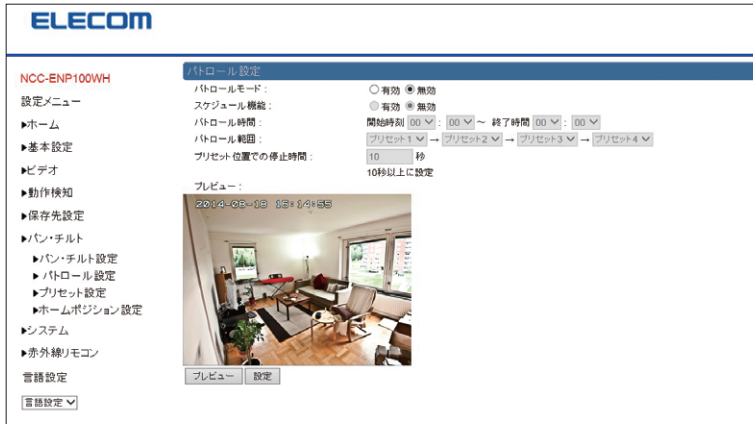 ELECOM
NCC-ENP100WH
設定メニュー
▶ホーム
▶基本設定
▶ビデオ
▶動作検知
▶保存先設定
▶パン・チルト
▶パン・チルト設定
▶パトロール設定
▶プリセット設定
▶ホームポジション設定
▶システム
▶赤外線リモコン
言語設定
言語設定
パトロール設定
パトロールモード： 有効 無効
スケジュール機能： 有効 無効
パトロール時間： 開始時刻 00 : 00 ～ 終了時間 00 : 00
パトロール範囲： プリセット1 → プリセット2 → プリセット3 → プリセット4
プリセット位置での停止時間： 10 秒
10秒以上に設定
プレビュー：
2014-08-18 15:14:55
プレビュー 設定